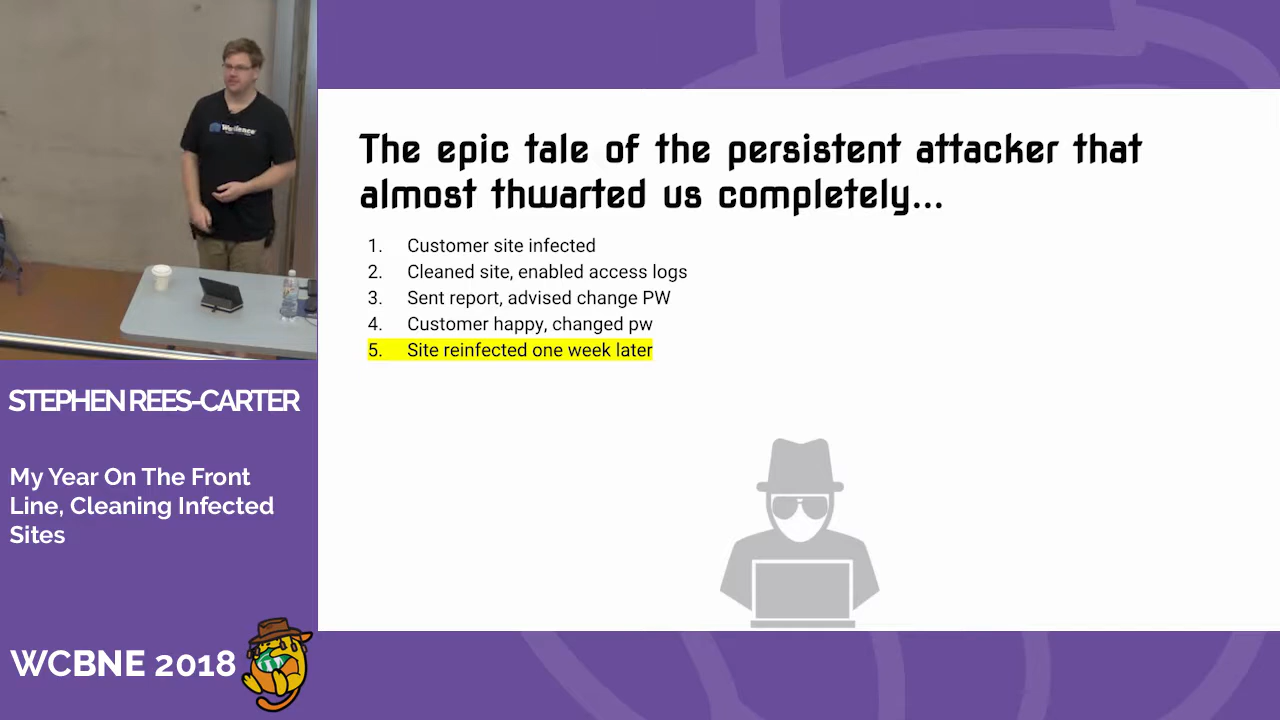 The epic tale of the persistent attacker that
almost thwarted us completely...
1. Customer site infected
2. Cleaned site, enabled access logs
3. Sent report, advised change PW
4. Customer happy, changed pw
5. Site reinfected one week later
STEPHEN REES-CARTER
My Year On The Front
Line, Cleaning Infected
Sites
WCBNE 2018